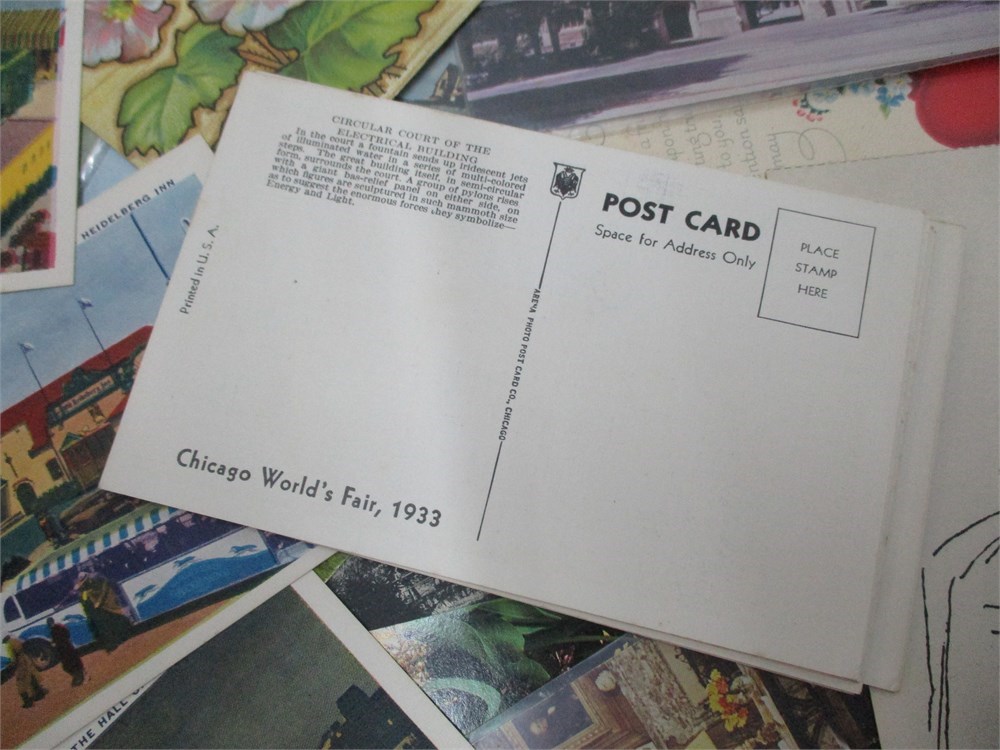 CIRCULAR COURT OF THE
ELECTRICAL BUILDING
In the court a fountain sends up iridescent jets
of illuminated water in a series of multi-colored
steps. The great building itself, in semi-circular
form, surrounds the court. A group of pylons rises
with a giant bas-relief panel on either side, on
which figures are sculptured in such mammoth size
as to suggest the enormous forces they symbolize—
Energy and Light.
Printed in U. S. A.
Chicago World's Fair, 1933
ARENA PHOTO POST CARD CO., CHICAGO
POST CARD
Space for Address Only
PLACE
STAMP
HERE
HEIDELBERG INN
THE HALL
to you
may